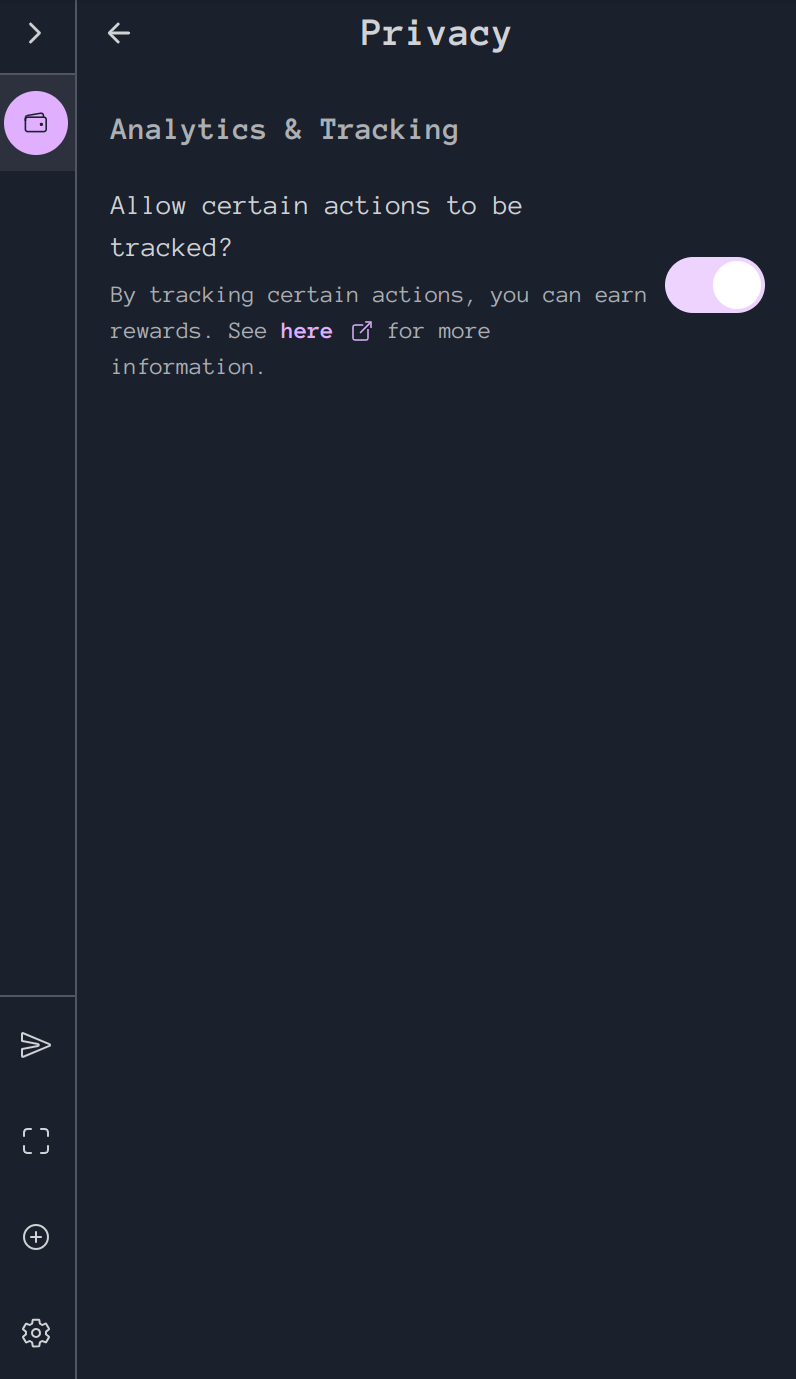 Privacy
Analytics & Tracking
Allow certain actions to be
tracked?
By tracking certain actions, you can earn
rewards. See here for more
information.